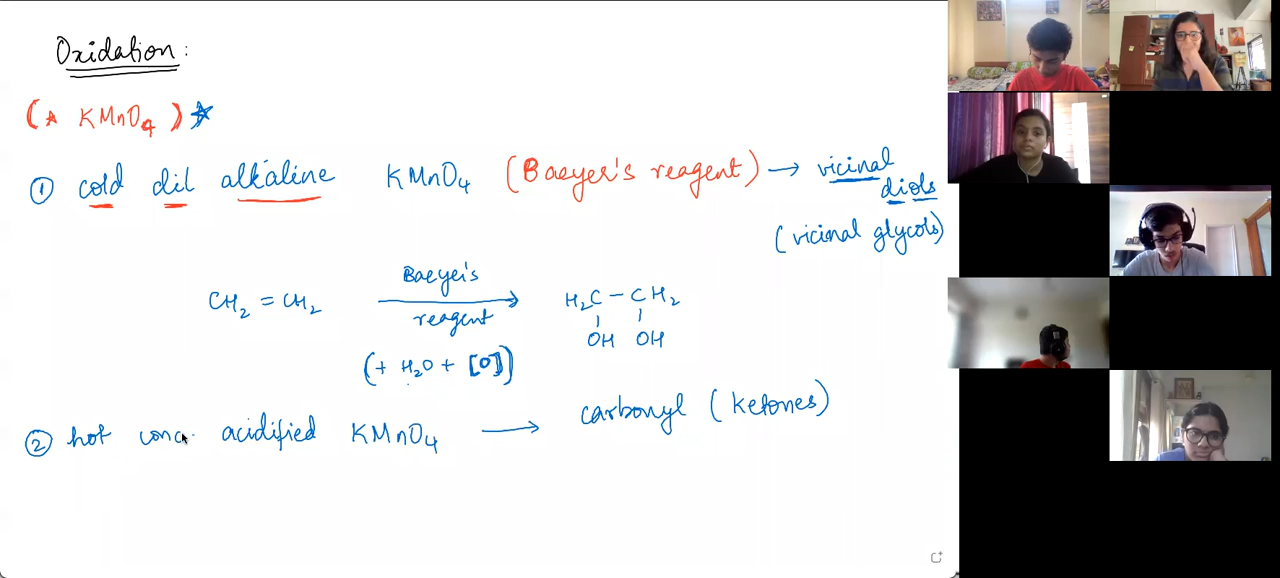 Oxidation:
(★ KMnO4) ★
① cold dil alkaline KMnO4 (Baeyer's reagent) → vicinal
diols
(vicinal glycols)
Baeyer's
CH2 = CH2 → H2C – CH2
reagent
OH OH
(+ H2O + [O])
② hot conc. acidified KMnO4 → carbonyl (ketones)